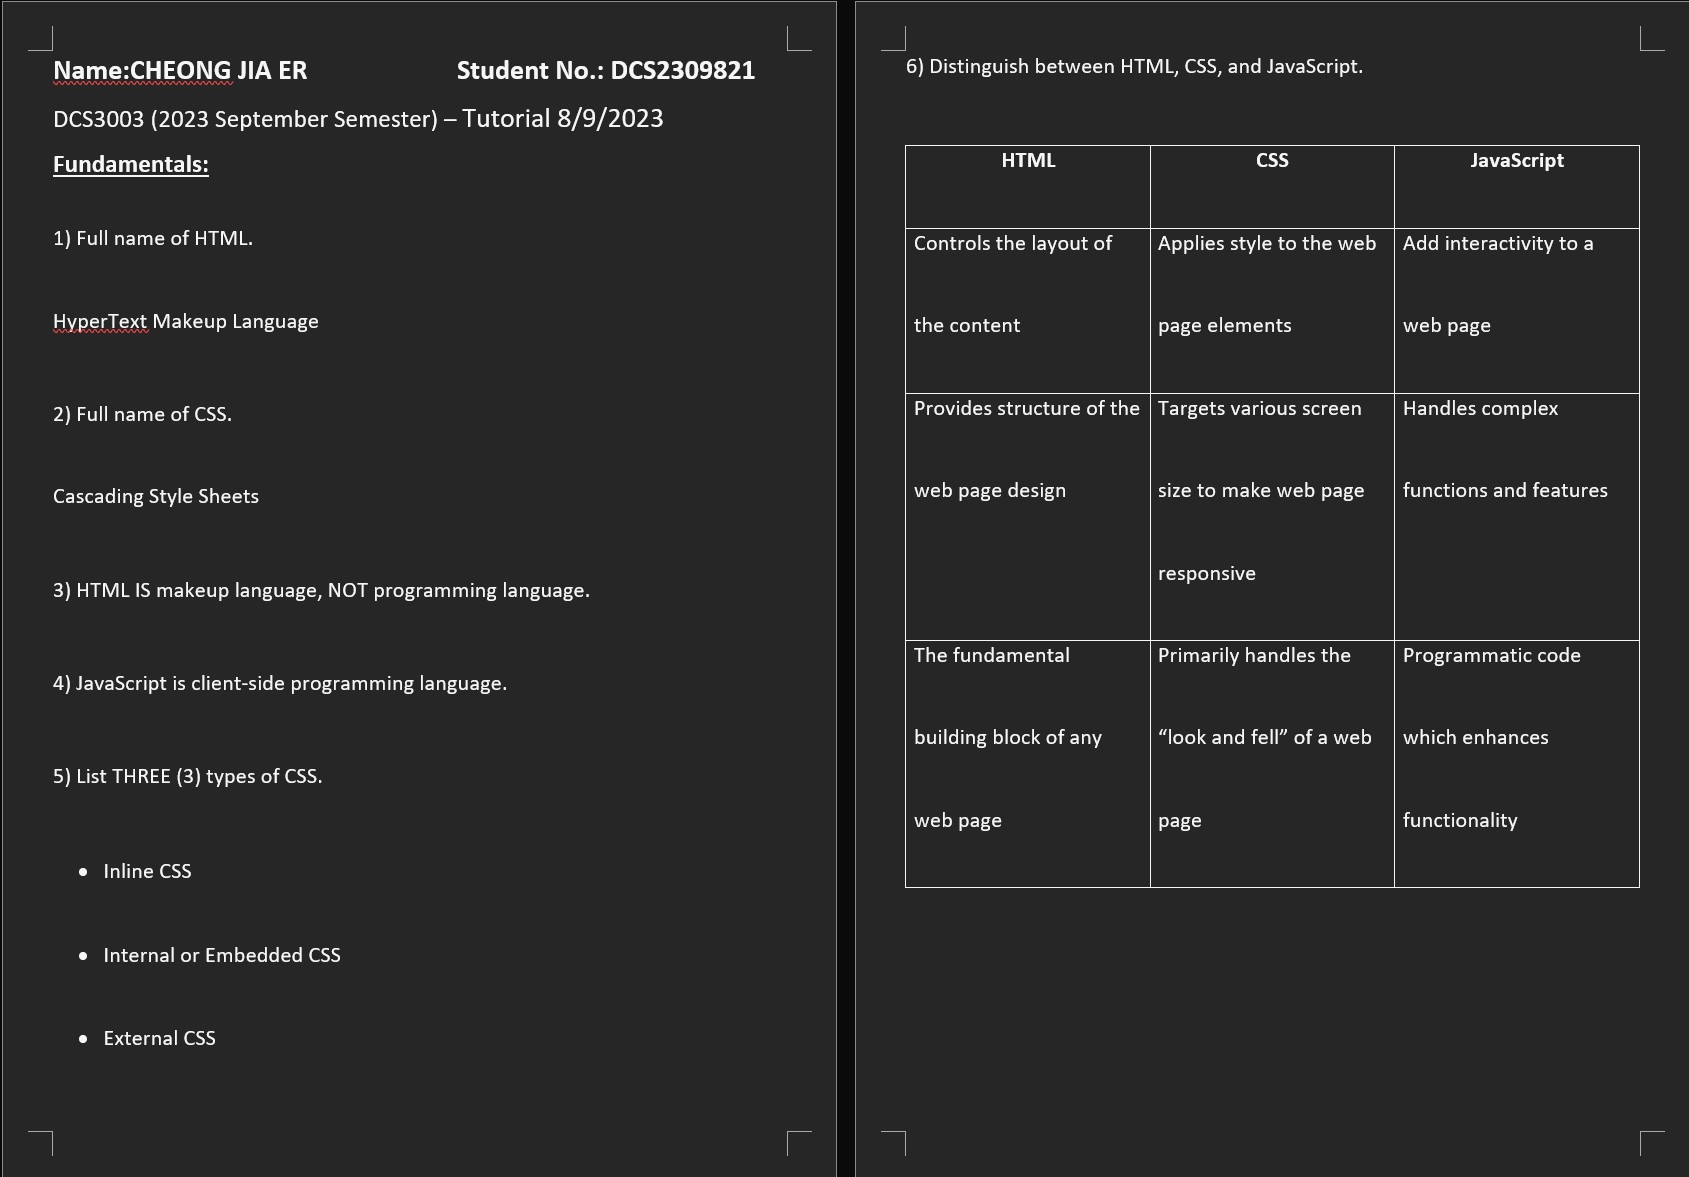 Name:CHEONG JIA ER Student No.: DCS2309821
DCS3003 (2023 September Semester) – Tutorial 8/9/2023
Fundamentals:
1) Full name of HTML.
HyperText Makeup Language
2) Full name of CSS.
Cascading Style Sheets
3) HTML IS makeup language, NOT programming language.
4) JavaScript is client-side programming language.
5) List THREE (3) types of CSS.
• Inline CSS
• Internal or Embedded CSS
• External CSS
6) Distinguish between HTML, CSS, and JavaScript.
HTML
CSS
JavaScript
Controls the layout of
the content
Applies style to the web
page elements
Add interactivity to a
web page
Provides structure of the
web page design
Targets various screen
size to make web page
responsive
Handles complex
functions and features
The fundamental
building block of any
web page
Primarily handles the
“look and fell” of a web
page
Programmatic code
which enhances
functionality